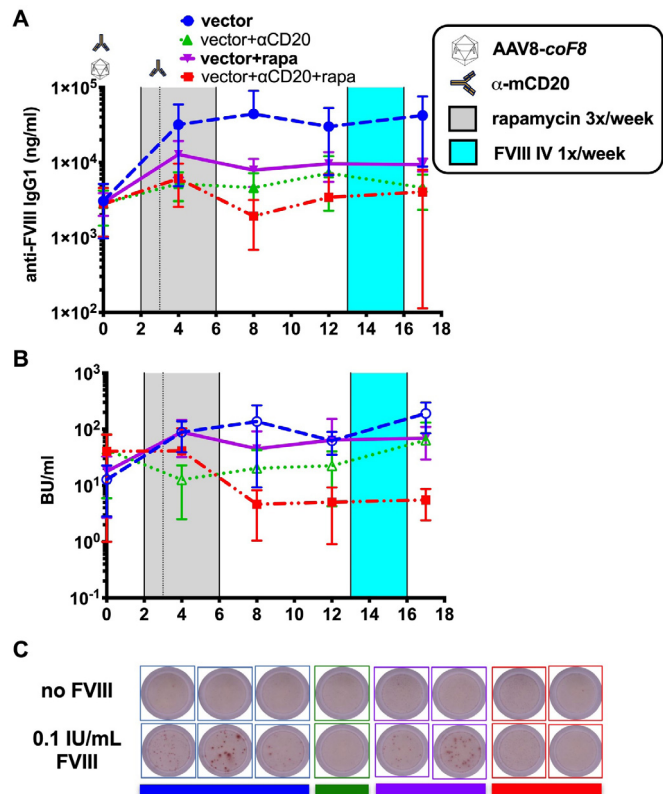 A
vector
vector+αCD20
vector+rapa
vector+αCD20+rapa
AAV8-coF8
α-mCD20
rapamycin 3x/week
FVIII IV 1x/week
anti-FVIII IgG1 (ng/ml)
1×10⁵
1×10⁴
1×10³
1×10²
0 2 4 6 8 10 12 14 16 18
B
BU/ml
10³
10²
10¹
10⁰
10⁻¹
0 2 4 6 8 10 12 14 16 18
C
no FVIII
0.1 IU/mL
FVIII